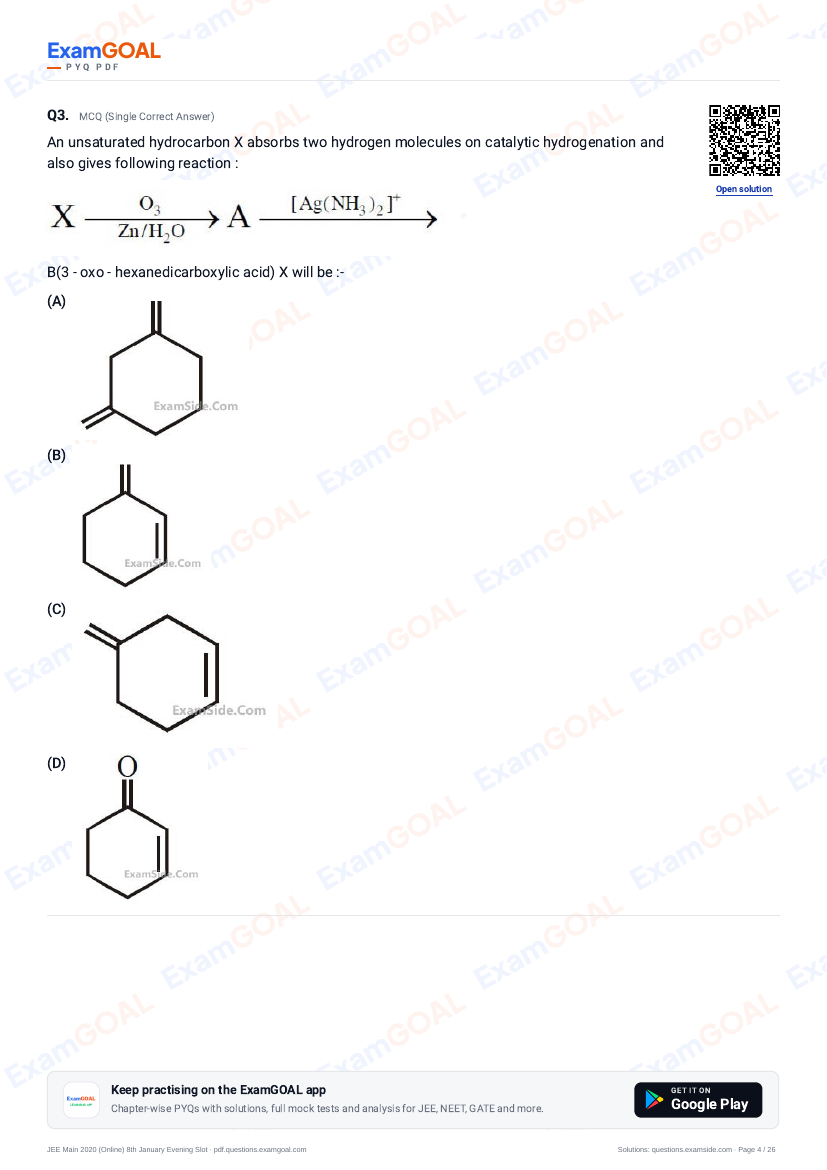 ExamGOAL
PYQ PDF
Q3. MCQ (Single Correct Answer)
An unsaturated hydrocarbon X absorbs two hydrogen molecules on catalytic hydrogenation and
also gives following reaction :
Open solution
X O₃ Zn/H₂O A [Ag(NH₃)₂]⁺
B(3 - oxo - hexanedicarboxylic acid) X will be :-
(A)
ExamSide.Com
(B)
ExamSide.Com
(C)
ExamSide.Com
(D)
O
ExamSide.Com
Keep practising on the ExamGOAL app
Chapter-wise PYQs with solutions, full mock tests and analysis for JEE, NEET, GATE and more.
GET IT ON
Google Play
JEE Main 2020 (Online) 8th January Evening Slot · pdf.questions.examgoal.com
Solutions: questions.examside.com · Page 4 / 26